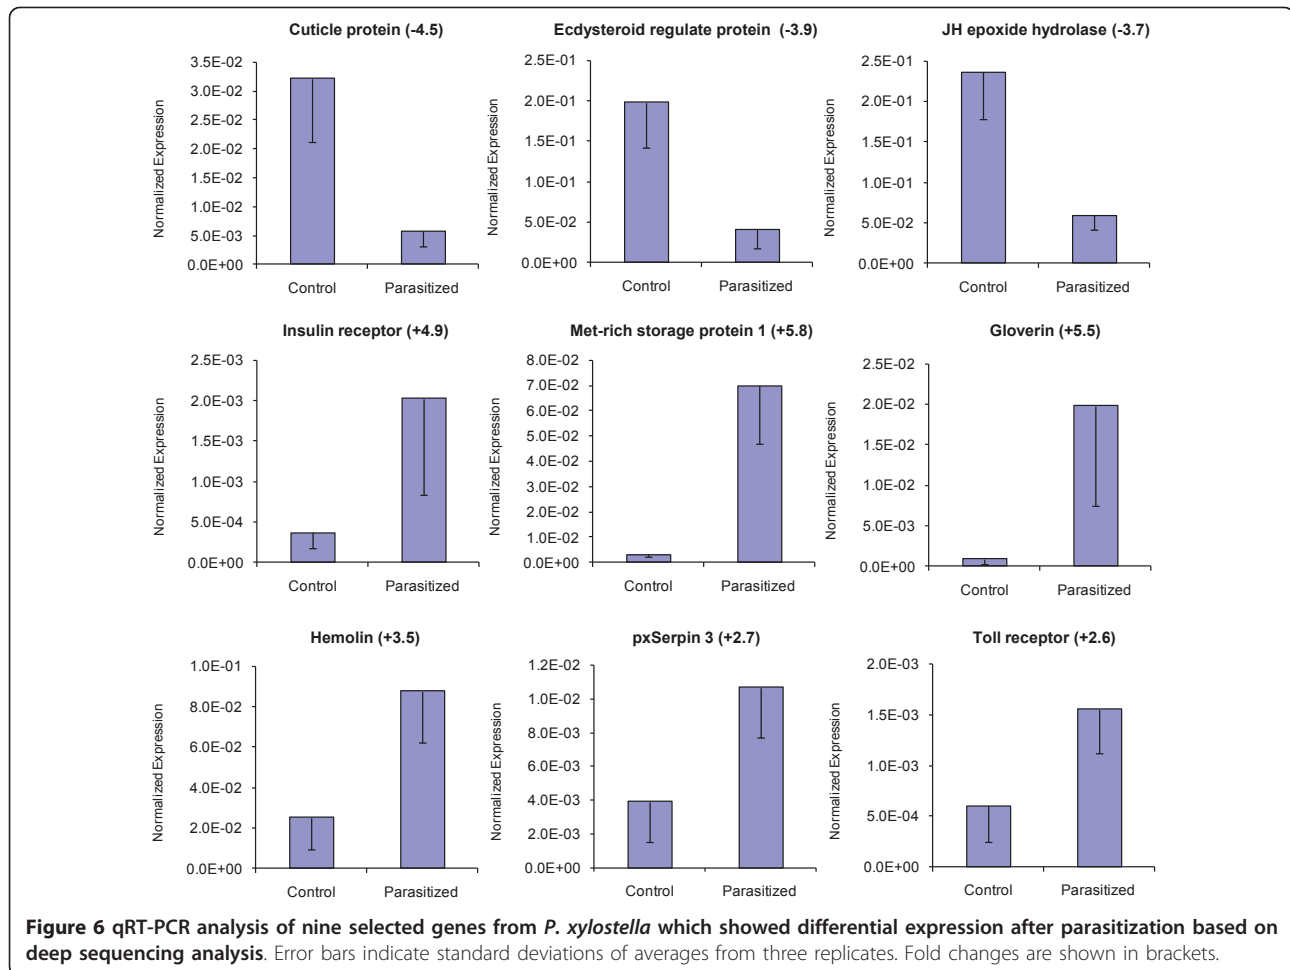 Cuticle protein (-4.5)
Normalized Expression
3.5E-02
3.0E-02
2.5E-02
2.0E-02
1.5E-02
1.0E-02
5.0E-03
0.0E+00
Control Parasitized
Ecdysteroid regulate protein (-3.9)
Normalized Expression
2.5E-01
2.0E-01
1.5E-01
1.0E-01
5.0E-02
0.0E+00
Control Parasitized
JH epoxide hydrolase (-3.7)
Normalized Expression
2.5E-01
2.0E-01
1.5E-01
1.0E-01
5.0E-02
0.0E+00
Control Parasitized
Insulin receptor (+4.9)
Normalized Expression
2.5E-03
2.0E-03
1.5E-03
1.0E-03
5.0E-04
0.0E+00
Control Parasitized
Met-rich storage protein 1 (+5.8)
Normalized Expression
8.0E-02
7.0E-02
6.0E-02
5.0E-02
4.0E-02
3.0E-02
2.0E-02
1.0E-02
0.0E+00
Control Parasitized
Gloverin (+5.5)
Normalized Expression
2.5E-02
2.0E-02
1.5E-02
1.0E-02
5.0E-03
0.0E+00
Control Parasitized
Hemolin (+3.5)
Normalized Expression
1.0E-01
8.0E-02
6.0E-02
4.0E-02
2.0E-02
0.0E+00
Control Parasitized
pxSerpin 3 (+2.7)
Normalized Expression
1.2E-02
1.0E-02
8.0E-03
6.0E-03
4.0E-03
2.0E-03
0.0E+00
Control Parasitized
Toll receptor (+2.6)
Normalized Expression
2.0E-03
1.5E-03
1.0E-03
5.0E-04
0.0E+00
Control Parasitized
Figure 6 qRT-PCR analysis of nine selected genes from P. xylostella which showed differential expression after parasitization based on
deep sequencing analysis. Error bars indicate standard deviations of averages from three replicates. Fold changes are shown in brackets.